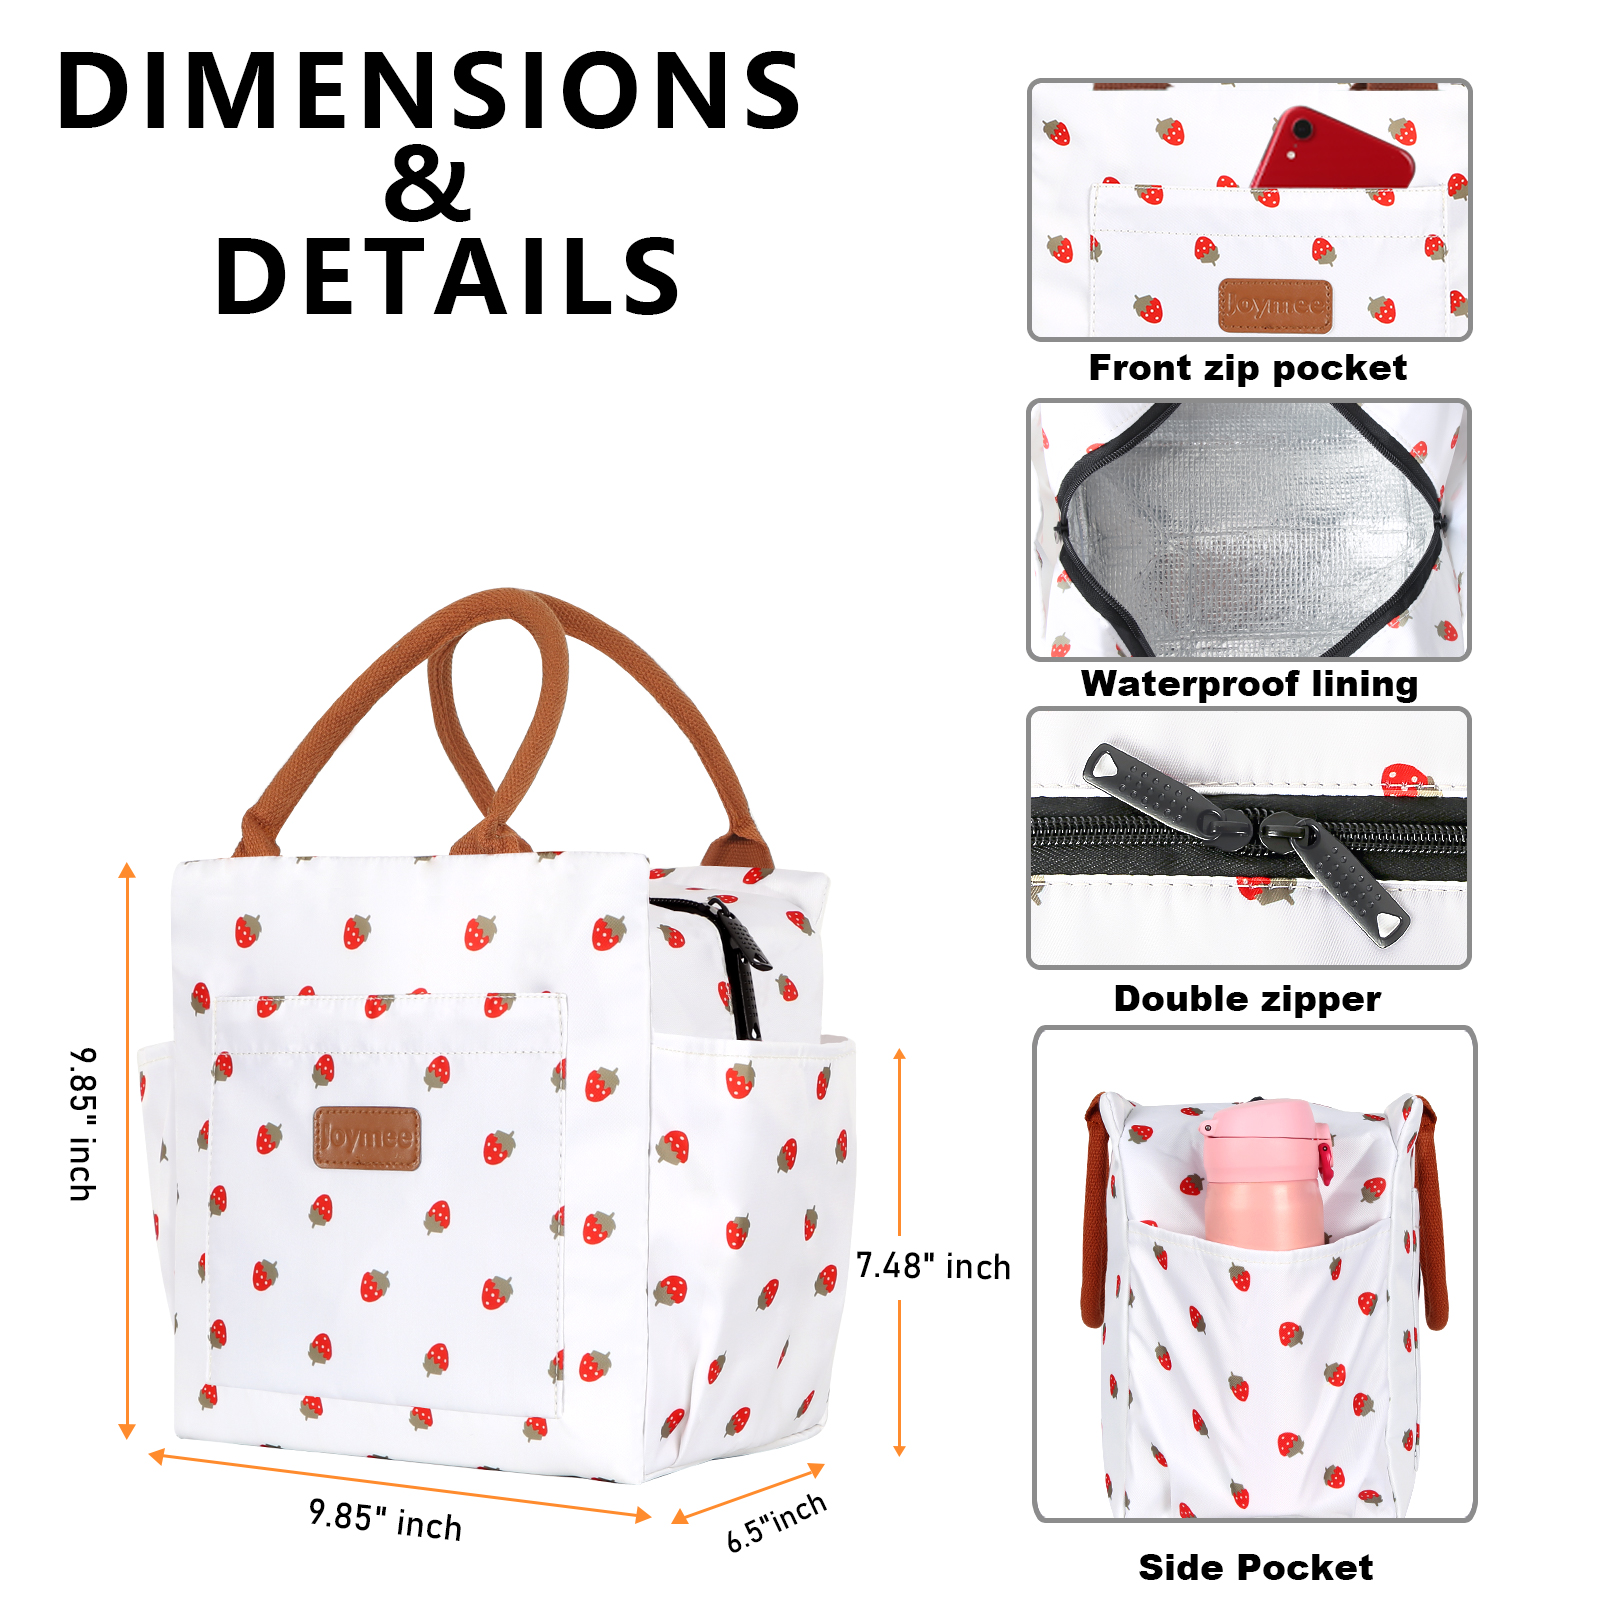 DIMENSIONS
&
DETAILS
Joymee
Front zip pocket
Waterproof lining
Double zipper
Joymee
9.85" inch
7.48" inch
9.85" inch
6.5"inch
Side Pocket